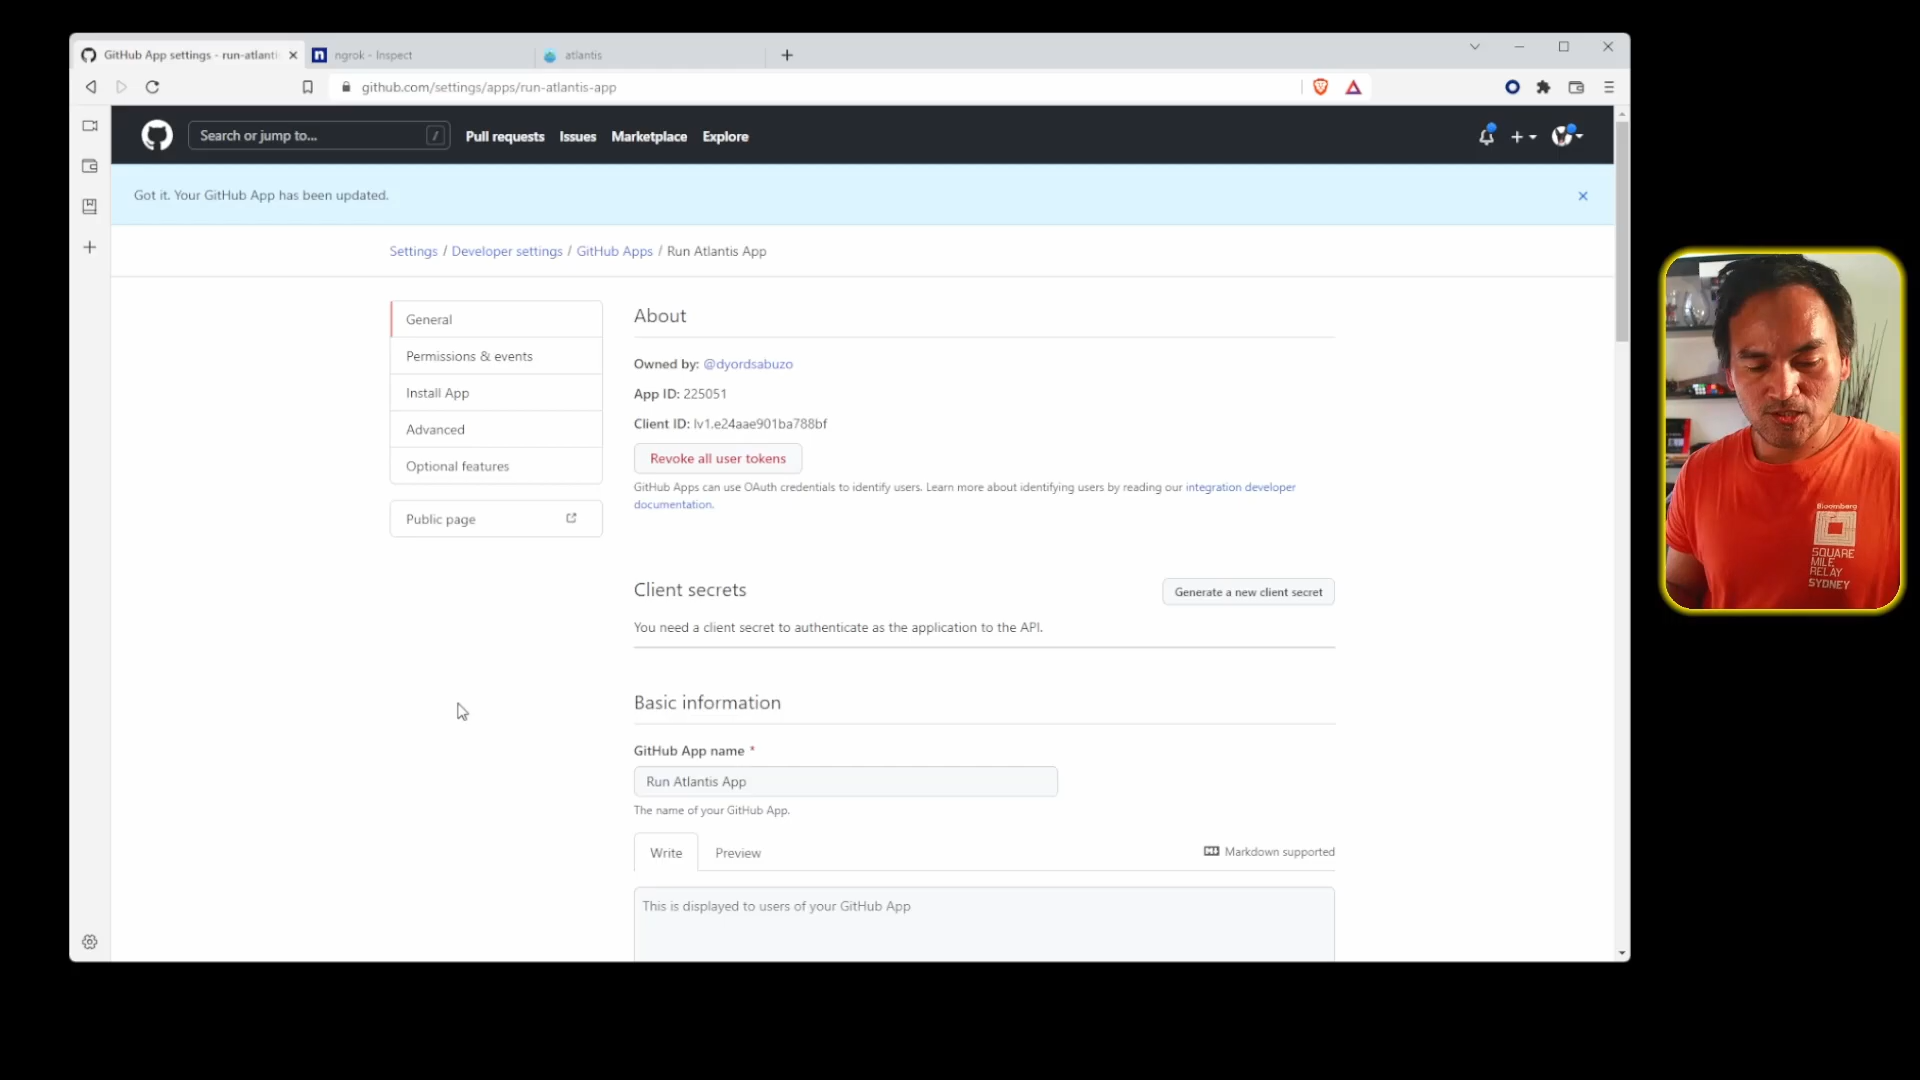 GitHub App settings - run-atlanti
ngrok - Inspect
atlantis
github.com/settings/apps/run-atlantis-app
Search or jump to...
/
Pull requests
Issues
Marketplace
Explore
Got it. Your GitHub App has been updated.
Settings / Developer settings / GitHub Apps / Run Atlantis App
General
Permissions & events
Install App
Advanced
Optional features
Public page
About
Owned by: @dyordsabuzo
App ID: 225051
Client ID: Iv1.e24aae901ba788bf
Revoke all user tokens
GitHub Apps can use OAuth credentials to identify users. Learn more about identifying users by reading our integration developer
documentation.
Client secrets
Generate a new client secret
You need a client secret to authenticate as the application to the API.
Basic information
GitHub App name *
Run Atlantis App
The name of your GitHub App.
Write
Preview
Markdown supported
This is displayed to users of your GitHub App
Bloomberg
SQUARE
MILE
RELAY
SYDNEY